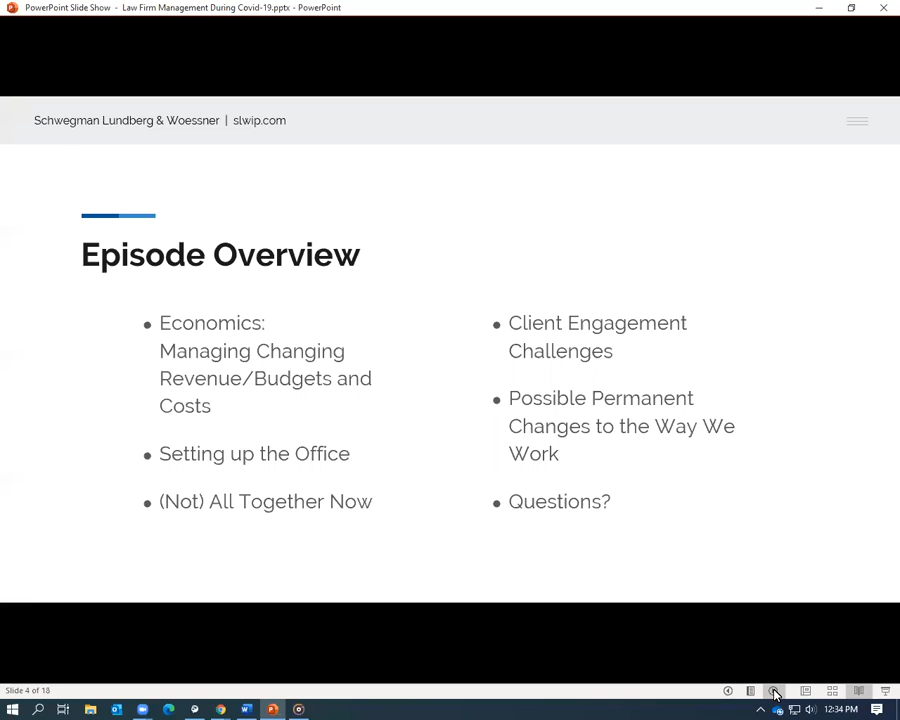 PowerPoint Slide Show - Law Firm Management During Covid-19.pptx - PowerPoint
Schwegman Lundberg & Woessner | slwip.com
Episode Overview
• Economics:
Managing Changing
Revenue/Budgets and
Costs
• Setting up the Office
• (Not) All Together Now
• Client Engagement
Challenges
• Possible Permanent
Changes to the Way We
Work
• Questions?
Slide 4 of 18
12:34 PM